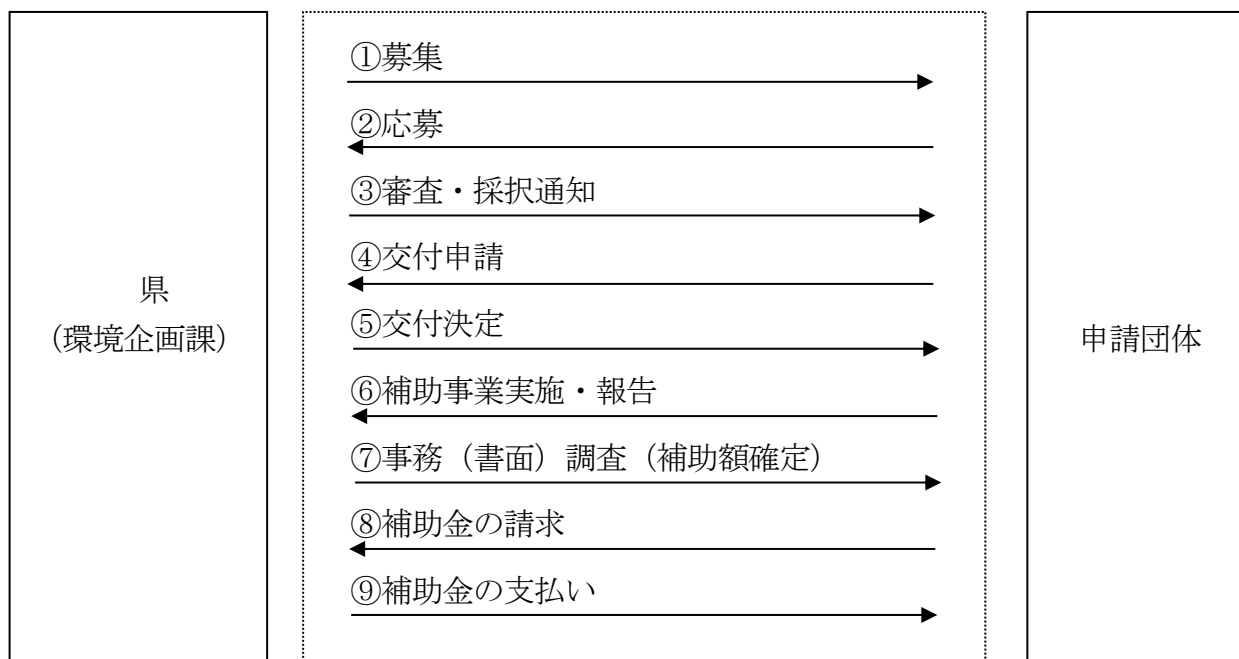 県
（環境企画課）
①募集
②応募
③審査・採択通知
④交付申請
⑤交付決定
⑥補助事業実施・報告
⑦事務（書面）調査（補助額確定）
⑧補助金の請求
⑨補助金の支払い
申請団体